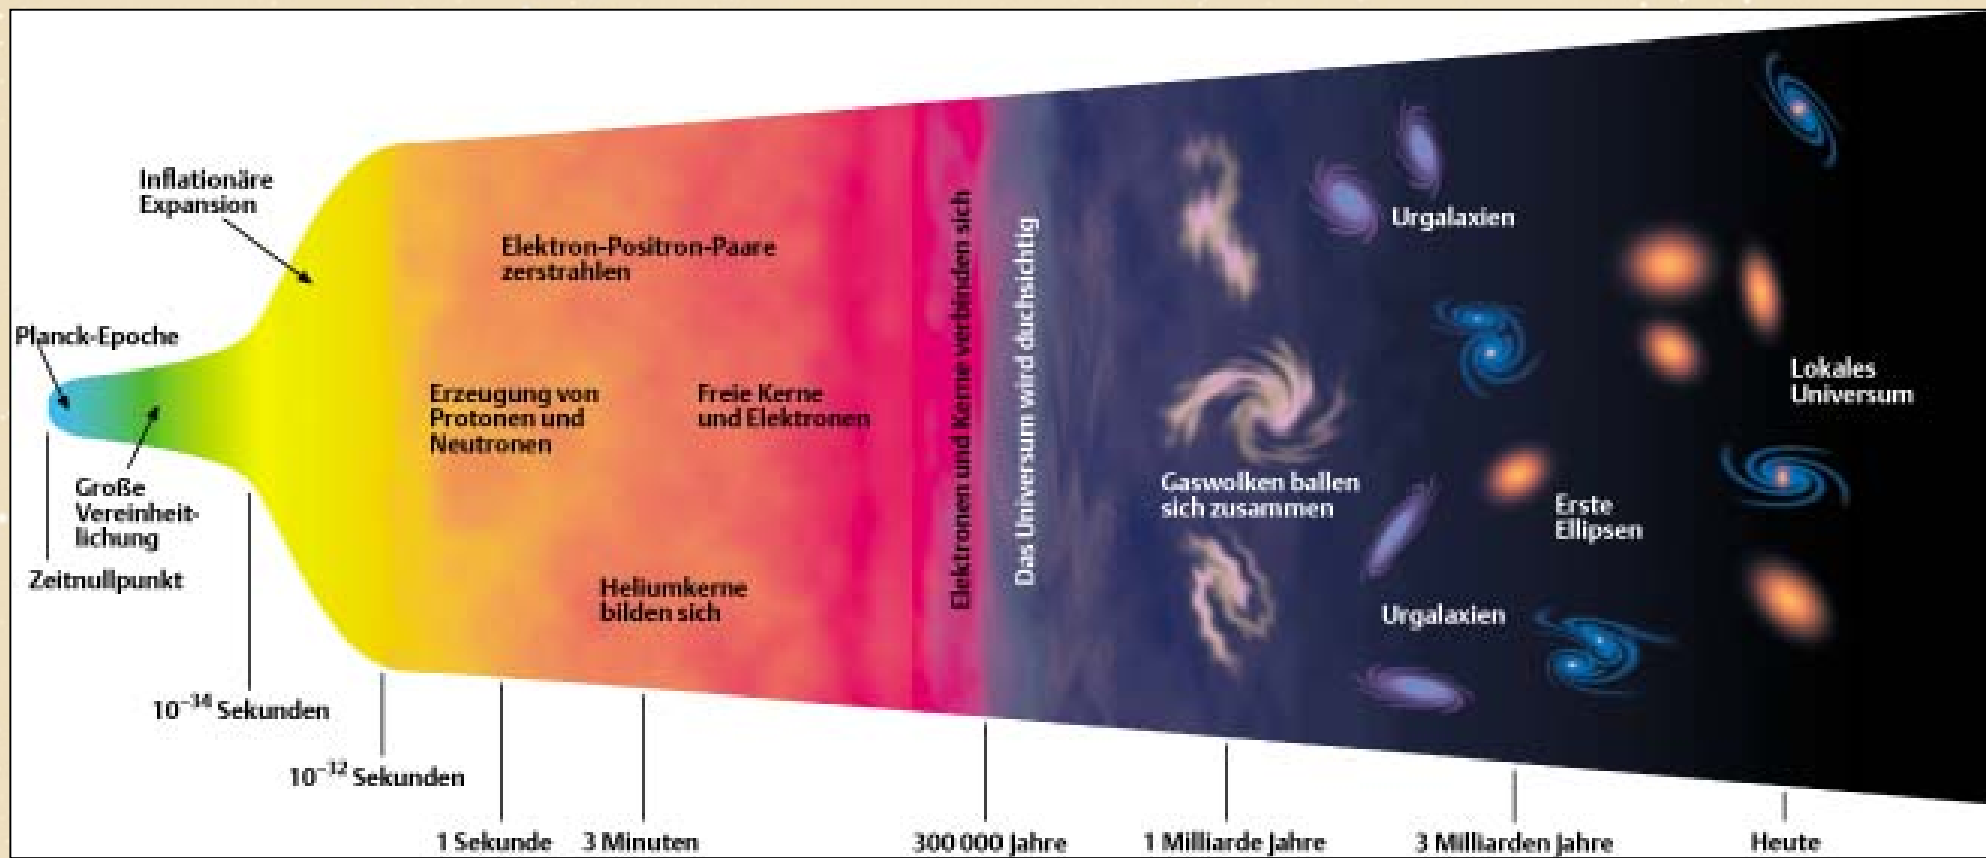 Inflationäre
Expansion
Planck-Epoche
Große
Vereinheit-
lichung
Zeitnullpunkt
Elektron-Positron-Paare
zerstrahlen
Erzeugung von
Protonen und
Neutronen
Freie Kerne
und Elektronen
Heliumkerne
bilden sich
Elektronen und Kerne verbinden sich
Das Universum wird duchsichtig
Gaswolken ballen
sich zusammen
Urgalaxien
Erste
Ellipsen
Urgalaxien
Lokales
Universum
10⁻³⁴ Sekunden
10⁻³² Sekunden
1 Sekunde
3 Minuten
300 000 Jahre
1 Milliarde Jahre
3 Milliarden Jahre
Heute